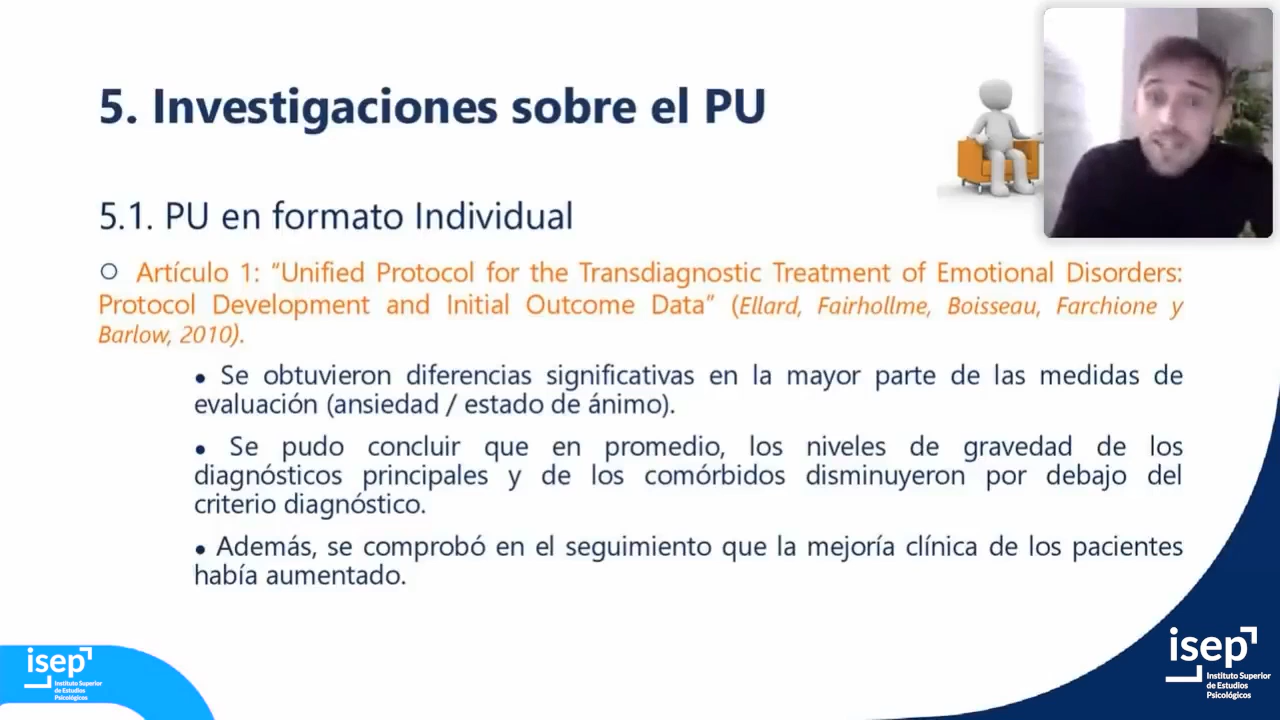 5. Investigaciones sobre el PU
5.1. PU en formato Individual
Artículo 1: “Unified Protocol for the Transdiagnostic Treatment of Emotional Disorders:
Protocol Development and Initial Outcome Data” (Ellard, Fairhollme, Boisseau, Farchione y
Barlow, 2010).
• Se obtuvieron diferencias significativas en la mayor parte de las medidas de
evaluación (ansiedad / estado de ánimo).
• Se pudo concluir que en promedio, los niveles de gravedad de los
diagnósticos principales y de los comórbidos disminuyeron por debajo del
criterio diagnóstico.
• Además, se comprobó en el seguimiento que la mejoría clínica de los pacientes
había aumentado.
isep
Instituto Superior
de Estudios
Psicológicos
isep
Instituto Superior
de Estudios
Psicológicos